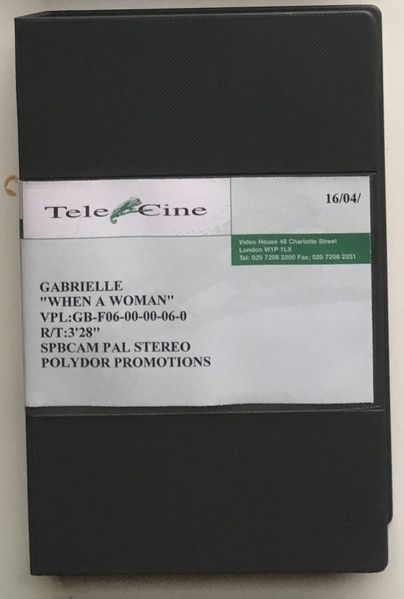 Tele Cine
16/04/
Video House 48 Charlotte Street
London W1P 1LX
Tel: 020 7208 2200 Fax: 020 7208 2251
GABRIELLE
"WHEN A WOMAN"
VPL:GB-F06-00-00-06-0
R/T:3'28"
SPBCAM PAL STEREO
POLYDOR PROMOTIONS